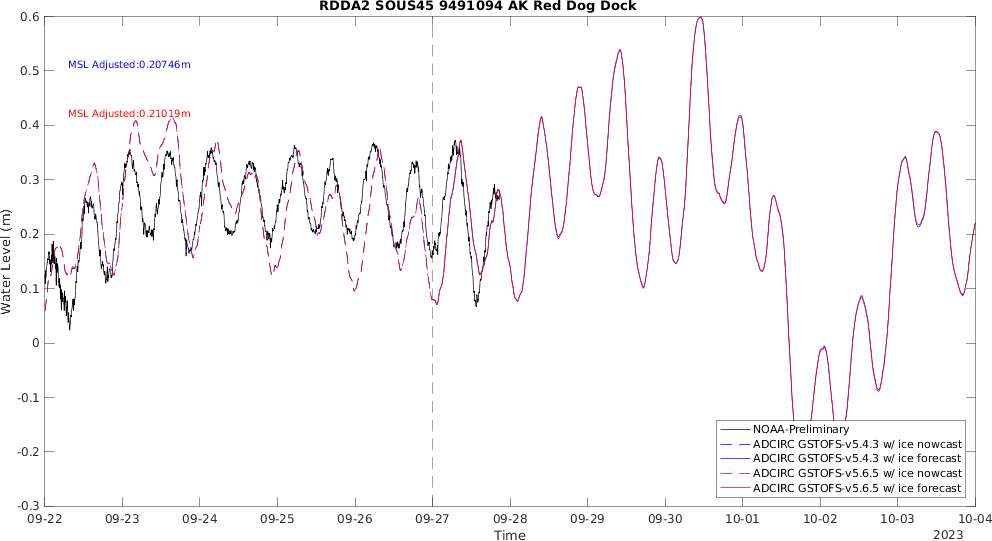 RDDA2 SOUS45 9491094 AK Red Dog Dock
MSL Adjusted:0.20746m
MSL Adjusted:0.21019m
Water Level (m)
0.6
0.5
0.4
0.3
0.2
0.1
0
-0.1
-0.2
-0.3
NOAA-Preliminary
ADCIRC GSTOFS-v5.4.3 w/ ice nowcast
ADCIRC GSTOFS-v5.4.3 w/ ice forecast
ADCIRC GSTOFS-v5.6.5 w/ ice nowcast
ADCIRC GSTOFS-v5.6.5 w/ ice forecast
09-22 09-23 09-24 09-25 09-26 09-27 09-28 09-29 09-30 10-01 10-02 10-03 10-04
Time
2023